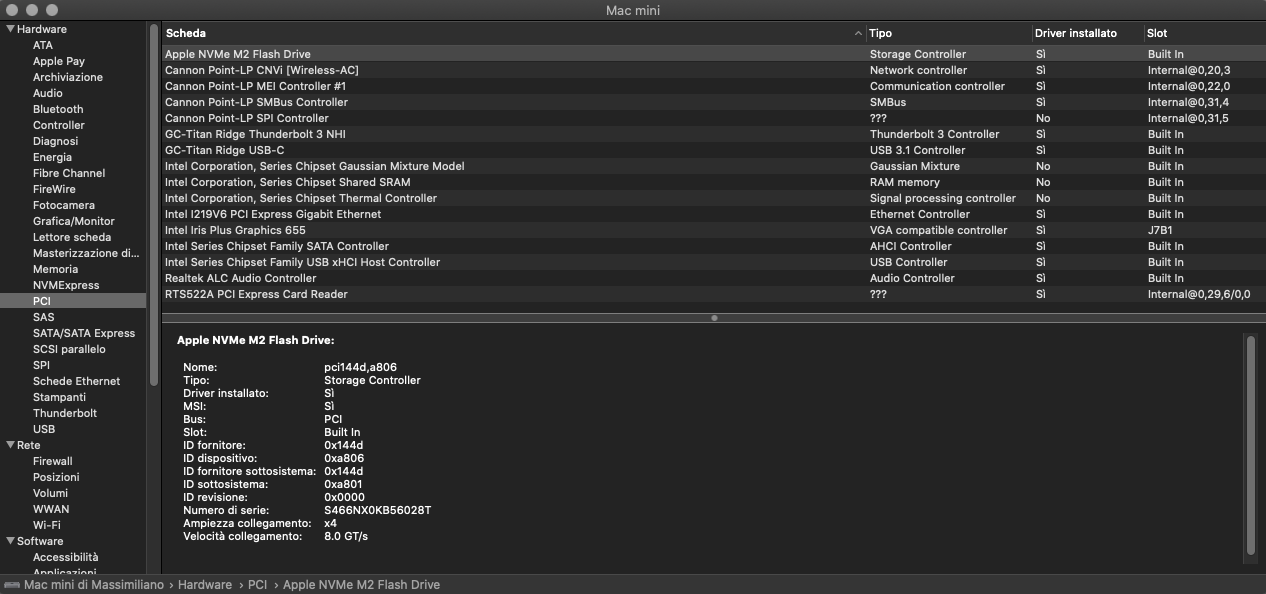 Mac mini
Hardware
ATA
Apple Pay
Archiviazione
Audio
Bluetooth
Controller
Diagnosi
Energia
Fibre Channel
FireWire
Fotocamera
Grafica/Monitor
Lettore scheda
Masterizzazione di...
Memoria
NVMExpress
PCI
SAS
SATA/SATA Express
SCSI parallelo
SPI
Schede Ethernet
Stampanti
Thunderbolt
USB
Rete
Firewall
Posizioni
Volumi
WWAN
Wi-Fi
Software
Accessibilità
Applicazioni
Scheda Tipo Driver installato Slot
Apple NVMe M2 Flash Drive Storage Controller Sì Built In
Cannon Point-LP CNVi [Wireless-AC] Network controller Sì Internal@0,20,3
Cannon Point-LP MEI Controller #1 Communication controller Sì Internal@0,22,0
Cannon Point-LP SMBus Controller SMBus Sì Internal@0,31,4
Cannon Point-LP SPI Controller ??? No Internal@0,31,5
GC-Titan Ridge Thunderbolt 3 NHI Thunderbolt 3 Controller Sì Built In
GC-Titan Ridge USB-C USB 3.1 Controller Sì Built In
Intel Corporation, Series Chipset Gaussian Mixture Model Gaussian Mixture No Built In
Intel Corporation, Series Chipset Shared SRAM RAM memory No Built In
Intel Corporation, Series Chipset Thermal Controller Signal processing controller No Built In
Intel I219V6 PCI Express Gigabit Ethernet Ethernet Controller Sì Built In
Intel Iris Plus Graphics 655 VGA compatible controller Sì J7B1
Intel Series Chipset Family SATA Controller AHCI Controller Sì Built In
Intel Series Chipset Family USB xHCI Host Controller USB Controller Sì Built In
Realtek ALC Audio Controller Audio Controller Sì Built In
RTS522A PCI Express Card Reader ??? Sì Internal@0,29,6/0,0
Apple NVMe M2 Flash Drive:
Nome: pci144d,a806
Tipo: Storage Controller
Driver installato: Sì
MSI: Sì
Bus: PCI
Slot: Built In
ID fornitore: 0x144d
ID dispositivo: 0xa806
ID fornitore sottosistema: 0x144d
ID sottosistema: 0xa801
ID revisione: 0x0000
Numero di serie: S466NX0KB56028T
Ampiezza collegamento: x4
Velocità collegamento: 8.0 GT/s
Mac mini di Massimiliano › Hardware › PCI › Apple NVMe M2 Flash Drive